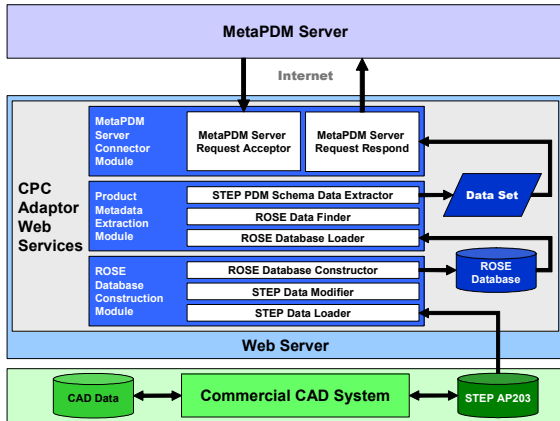 MetaPDM Server
Internet
CPC
Adaptor
Web
Services
MetaPDM
Server
Connector
Module
MetaPDM Server
Request Acceptor
MetaPDM Server
Request Respond
Product
Metadata
Extraction
Module
STEP PDM Schema Data Extractor
ROSE Data Finder
ROSE Database Loader
Data Set
ROSE
Database
Construction
Module
ROSE Database Constructor
STEP Data Modifier
STEP Data Loader
ROSE
Database
Web Server
CAD Data
Commercial CAD System
STEP AP203